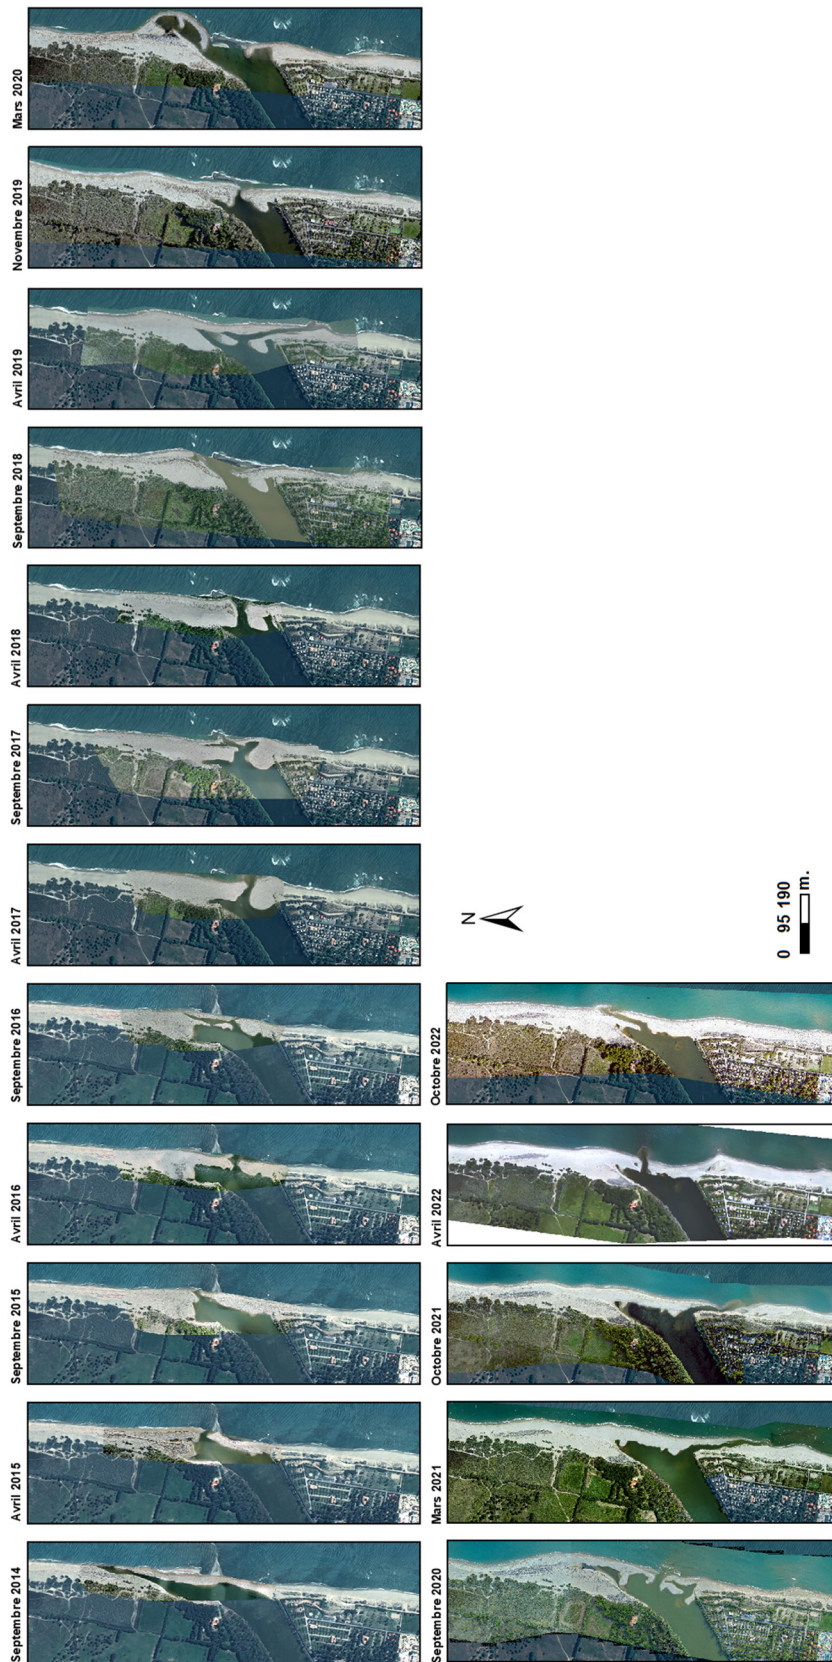 Septembre 2014
Avril 2015
Septembre 2015
Avril 2016
Septembre 2016
Avril 2017
Septembre 2017
Avril 2018
Septembre 2018
Avril 2019
Novembre 2019
Mars 2020
Septembre 2020
Mars 2021
Octobre 2021
Avril 2022
Octobre 2022
N
0 95 190
m.